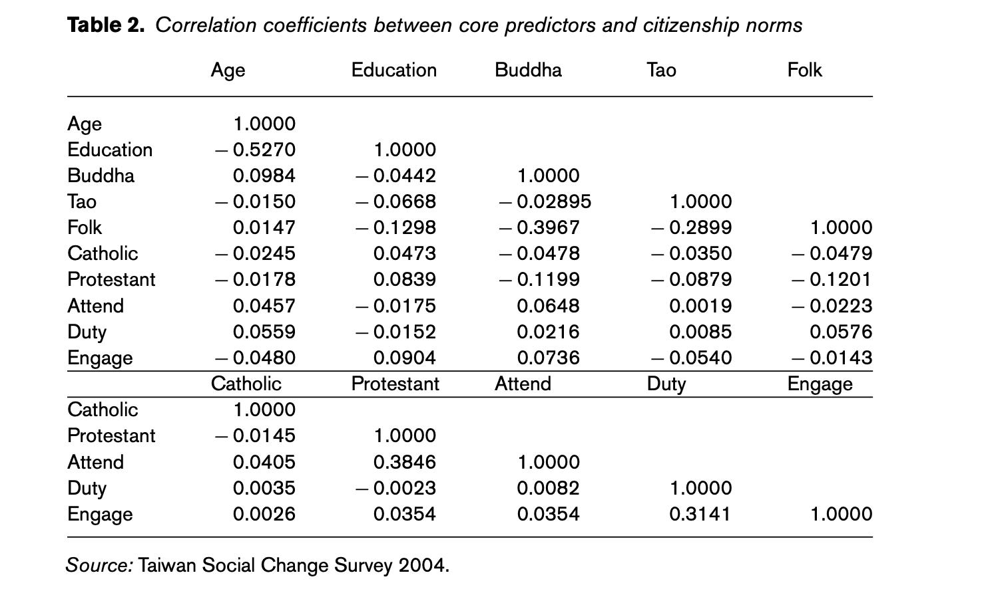 Table 2. Correlation coefficients between core predictors and citizenship norms
Age Education Buddha Tao Folk
Age 1.0000
Education – 0.5270 1.0000
Buddha 0.0984 – 0.0442 1.0000
Tao – 0.0150 – 0.0668 – 0.02895 1.0000
Folk 0.0147 – 0.1298 – 0.3967 – 0.2899 1.0000
Catholic – 0.0245 0.0473 – 0.0478 – 0.0350 – 0.0479
Protestant – 0.0178 0.0839 – 0.1199 – 0.0879 – 0.1201
Attend 0.0457 – 0.0175 0.0648 0.0019 – 0.0223
Duty 0.0559 – 0.0152 0.0216 0.0085 0.0576
Engage – 0.0480 0.0904 0.0736 – 0.0540 – 0.0143
Catholic Protestant Attend Duty Engage
Catholic 1.0000
Protestant – 0.0145 1.0000
Attend 0.0405 0.3846 1.0000
Duty 0.0035 – 0.0023 0.0082 1.0000
Engage 0.0026 0.0354 0.0354 0.3141 1.0000
Source: Taiwan Social Change Survey 2004.